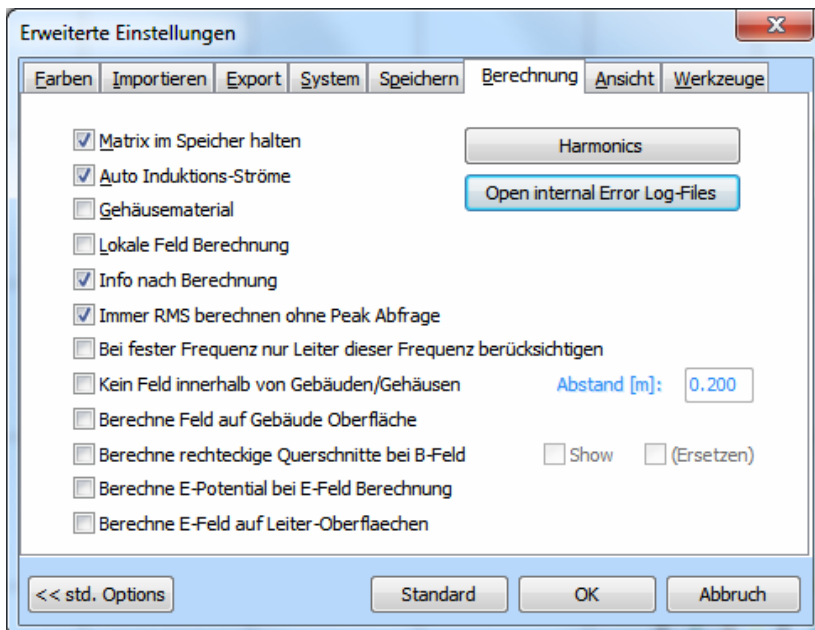 Erweiterte Einstellungen
Farben Importieren Export System Speichern Berechnung Ansicht Werkzeuge
Matrix im Speicher halten
Harmonics
Auto Induktions-Ströme
Open internal Error Log-Files
Gehäusematerial
Lokale Feld Berechnung
Info nach Berechnung
Immer RMS berechnen ohne Peak Abfrage
Bei fester Frequenz nur Leiter dieser Frequenz berücksichtigen
Kein Feld innerhalb von Gebäuden/Gehäusen Abstand [m]: 0.200
Berechne Feld auf Gebäude Oberfläche
Berechne rechteckige Querschnitte bei B-Feld Show (Ersetzen)
Berechne E-Potential bei E-Feld Berechnung
Berechne E-Feld auf Leiter-Oberflaechen
<< std. Options Standard OK Abbruch